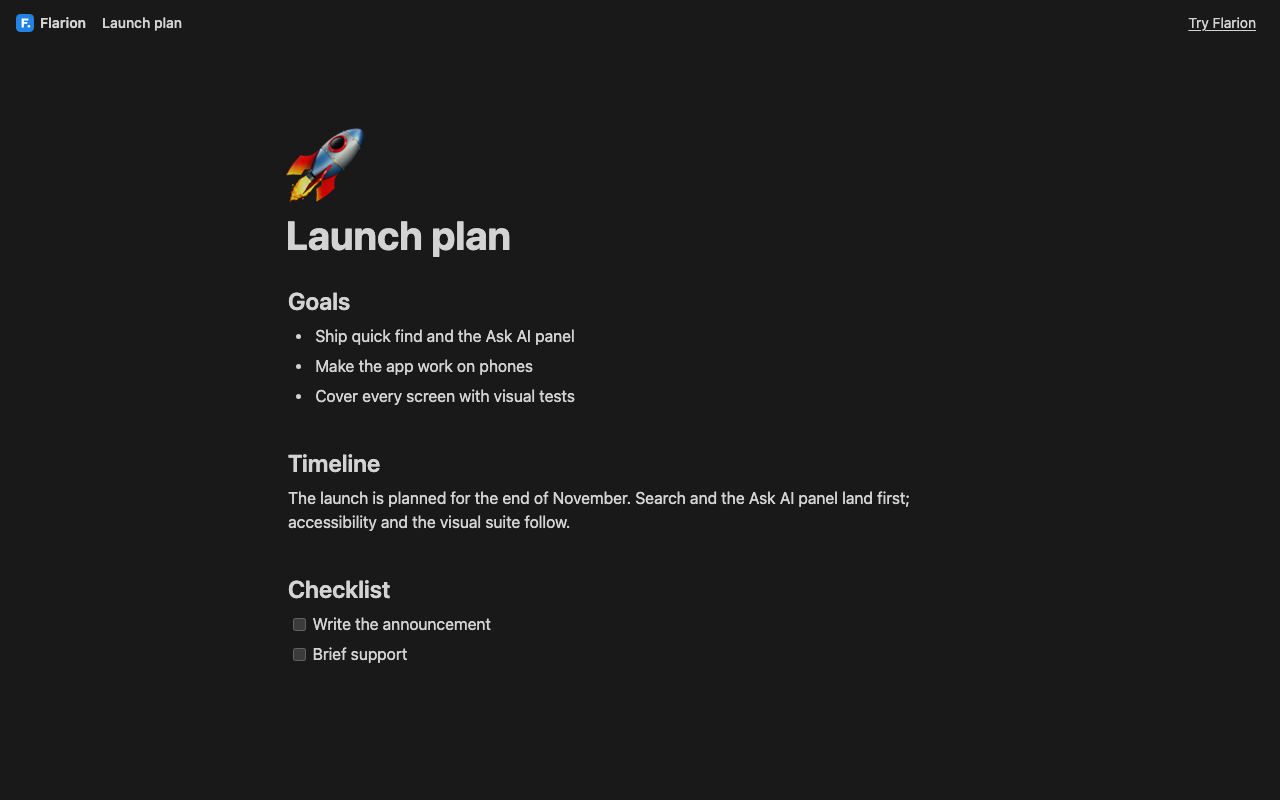 F. Flarion Launch plan Try Flarion
Launch plan
Goals
• Ship quick find and the Ask AI panel
• Make the app work on phones
• Cover every screen with visual tests
Timeline
The launch is planned for the end of November. Search and the Ask AI panel land first;
accessibility and the visual suite follow.
Checklist
Write the announcement
Brief support